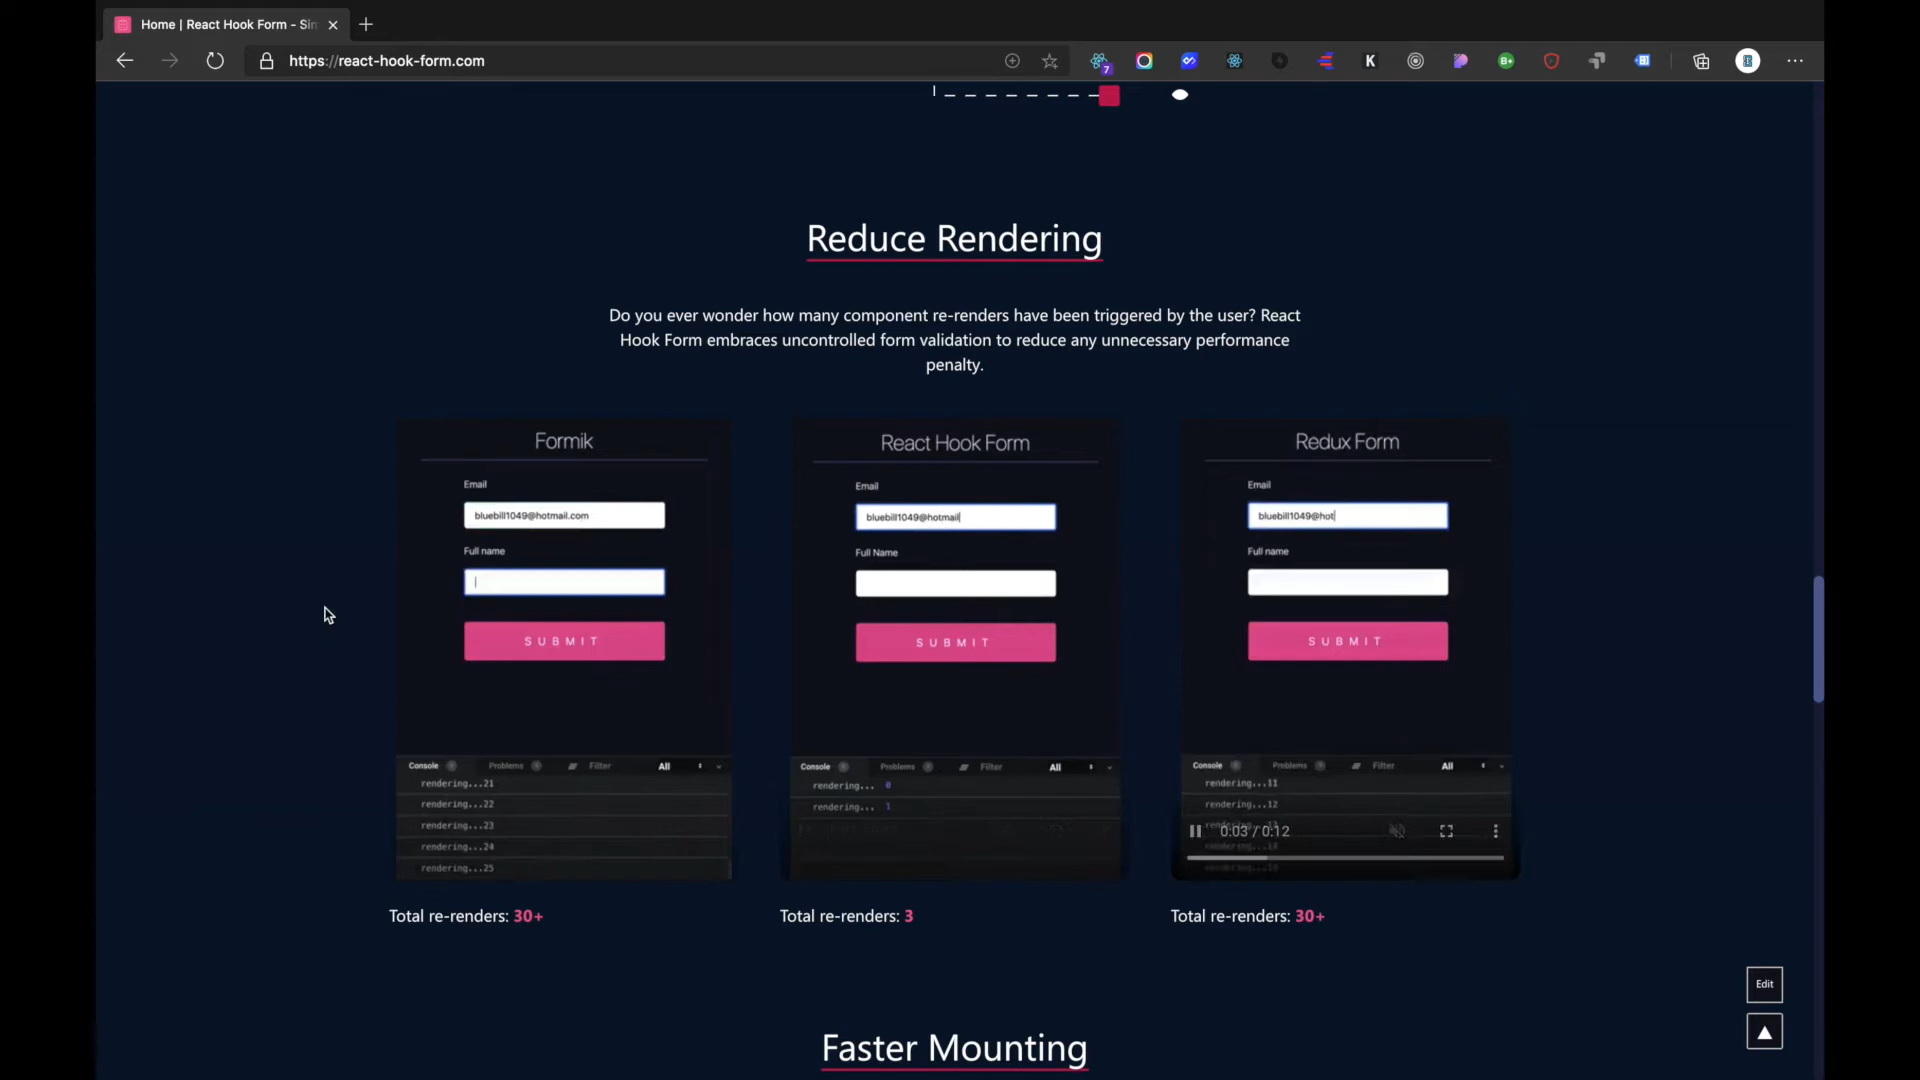 Home | React Hook Form - Sin
https://react-hook-form.com
7
K
B+
Reduce Rendering
Do you ever wonder how many component re-renders have been triggered by the user? React
Hook Form embraces uncontrolled form validation to reduce any unnecessary performance
penalty.
Formik
Email
bluebill1049@hotmail.com
Full name
SUBMIT
Console
Problems
Filter
All
rendering...21
rendering...22
rendering...23
rendering...24
rendering...25
Total re-renders: 30+
React Hook Form
Email
bluebill1049@hotmail
Full Name
SUBMIT
Console
Problems
Filter
All
rendering... 0
rendering... 1
Total re-renders: 3
Redux Form
Email
bluebill1049@hot
Full name
SUBMIT
Console
Problems
Filter
All
rendering...11
rendering...12
0:03 / 0:12
Total re-renders: 30+
Edit
Faster Mounting